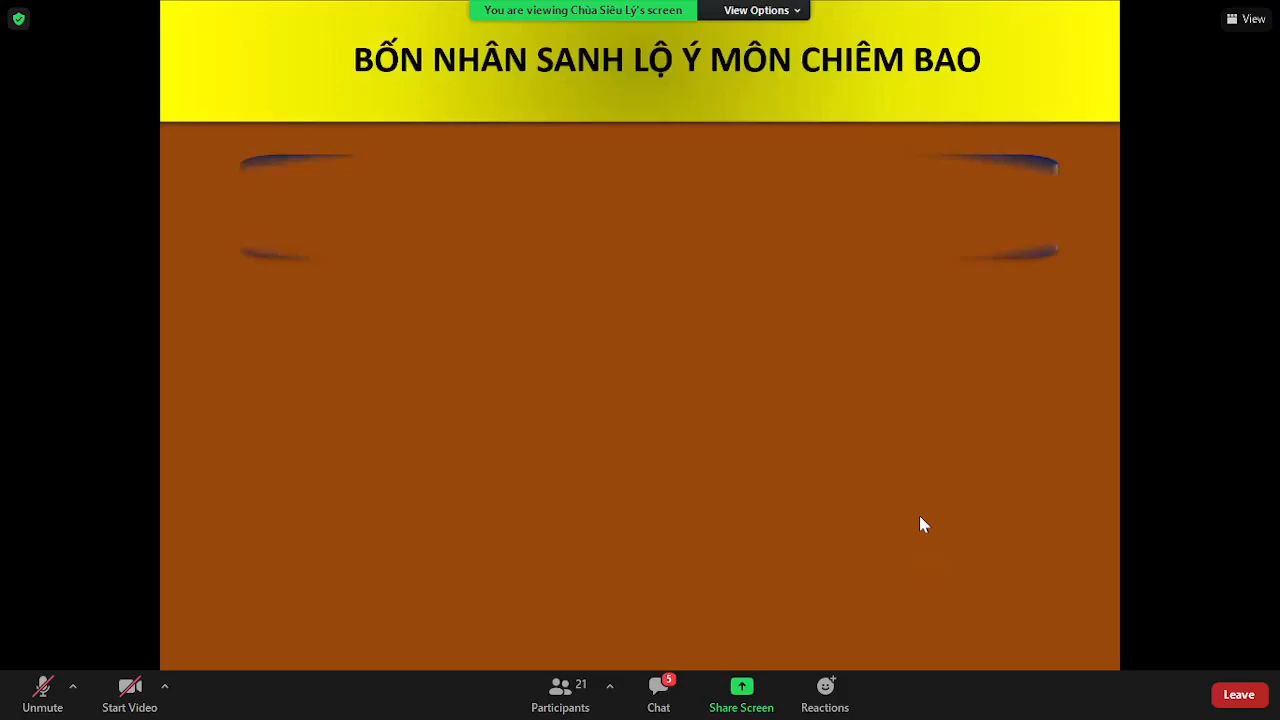 You are viewing Chùa Siêu Lý's screen
View Options
View
BỐN NHÂN SANH LỘ Ý MÔN CHIÊM BAO
Unmute
Start Video
21
Participants
5
Chat
Share Screen
Reactions
Leave